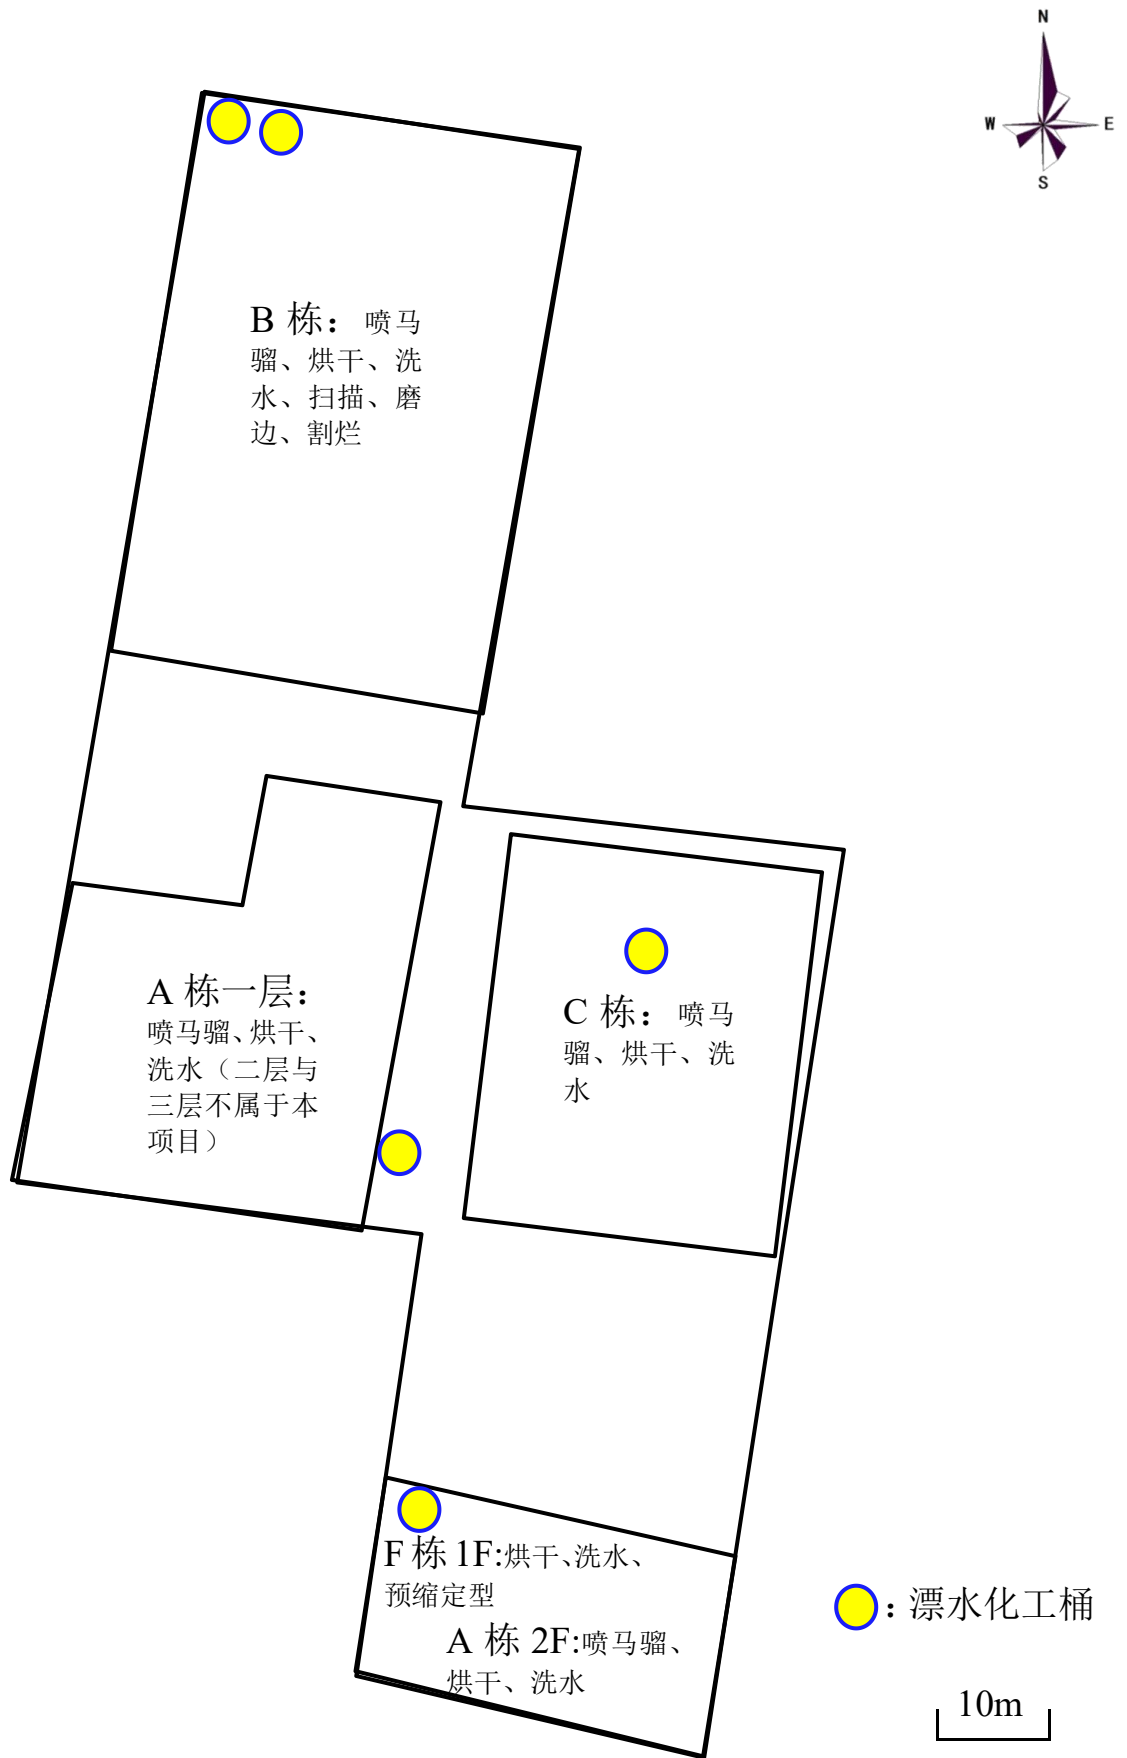 N
W
E
S
B 栋：喷马
骝、烘干、洗
水、扫描、磨
边、割烂
A 栋一层：
喷马骝、烘干、
洗水（二层与
三层不属于本
项目）
C 栋：喷马
骝、烘干、洗
水
F 栋 1F:烘干、洗水、
预缩定型
A 栋 2F:喷马骝、
烘干、洗水
：漂水化工桶
10m